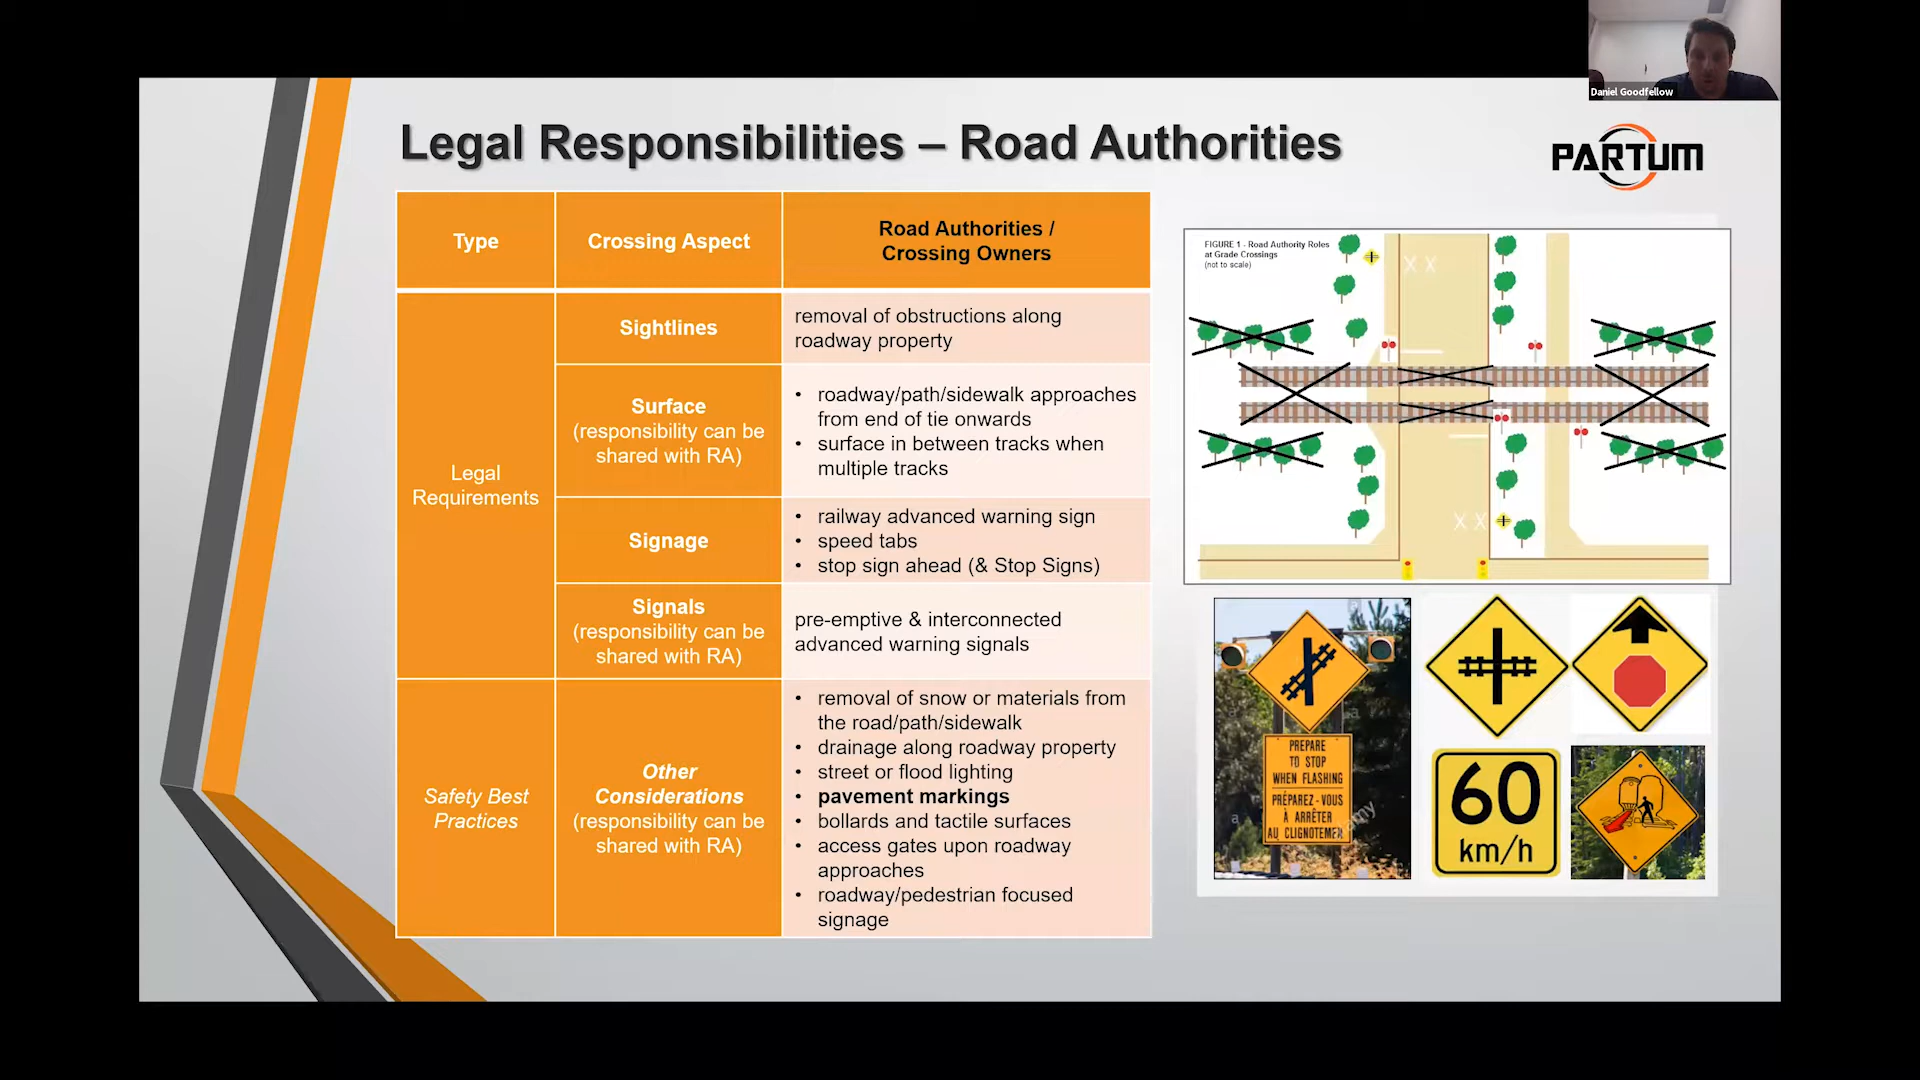 Daniel Goodfellow
Legal Responsibilities – Road Authorities
PARTUM
Type
Crossing Aspect
Road Authorities /
Crossing Owners
Legal
Requirements
Sightlines
removal of obstructions along
roadway property
Surface
(responsibility can be
shared with RA)
• roadway/path/sidewalk approaches
from end of tie onwards
• surface in between tracks when
multiple tracks
Signage
• railway advanced warning sign
• speed tabs
• stop sign ahead (& Stop Signs)
Signals
(responsibility can be
shared with RA)
pre-emptive & interconnected
advanced warning signals
Safety Best
Practices
Other
Considerations
(responsibility can be
shared with RA)
• removal of snow or materials from
the road/path/sidewalk
• drainage along roadway property
• street or flood lighting
• pavement markings
• bollards and tactile surfaces
• access gates upon roadway
approaches
• roadway/pedestrian focused
signage
FIGURE 1 - Road Authority Roles
at Grade Crossings
(not to scale)
X X
X X
PREPARE
TO STOP
WHEN FLASHING
PRÉPAREZ-VOUS
À ARRÊTER
AU CLIGNOTEMENT
60
km/h